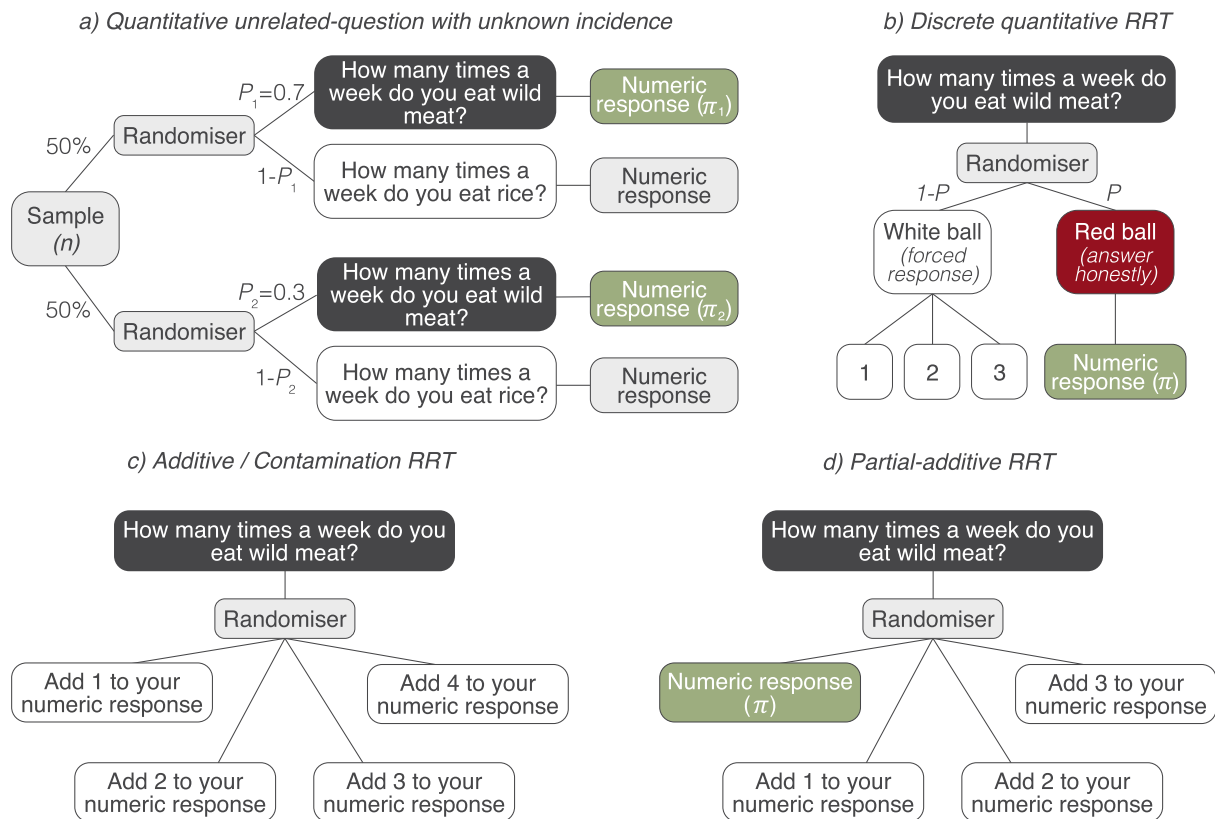 a) Quantitative unrelated-question with unknown incidence
Sample
(n)
50%
50%
Randomiser
P1=0.7
1-P1
How many times a
week do you eat wild
meat?
Numeric
response (π1)
How many times a
week do you eat rice?
Numeric
response
Randomiser
P2=0.3
1-P2
How many times a
week do you eat wild
meat?
Numeric
response (π2)
How many times a
week do you eat rice?
Numeric
response
b) Discrete quantitative RRT
How many times a week do
you eat wild meat?
Randomiser
1-P
P
White ball
(forced
response)
Red ball
(answer
honestly)
1
2
3
Numeric
response (π)
c) Additive / Contamination RRT
How many times a week do you
eat wild meat?
Randomiser
Add 1 to your
numeric response
Add 4 to your
numeric response
Add 2 to your
numeric response
Add 3 to your
numeric response
d) Partial-additive RRT
How many times a week do you
eat wild meat?
Randomiser
Numeric response
(π)
Add 3 to your
numeric response
Add 1 to your
numeric response
Add 2 to your
numeric response